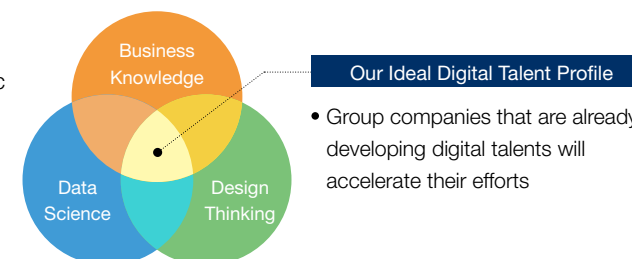 Business
Knowledge
c
Our Ideal Digital Talent Profile
• Group companies that are already
developing digital talents will
accelerate their efforts
Data
Science
Design
Thinking